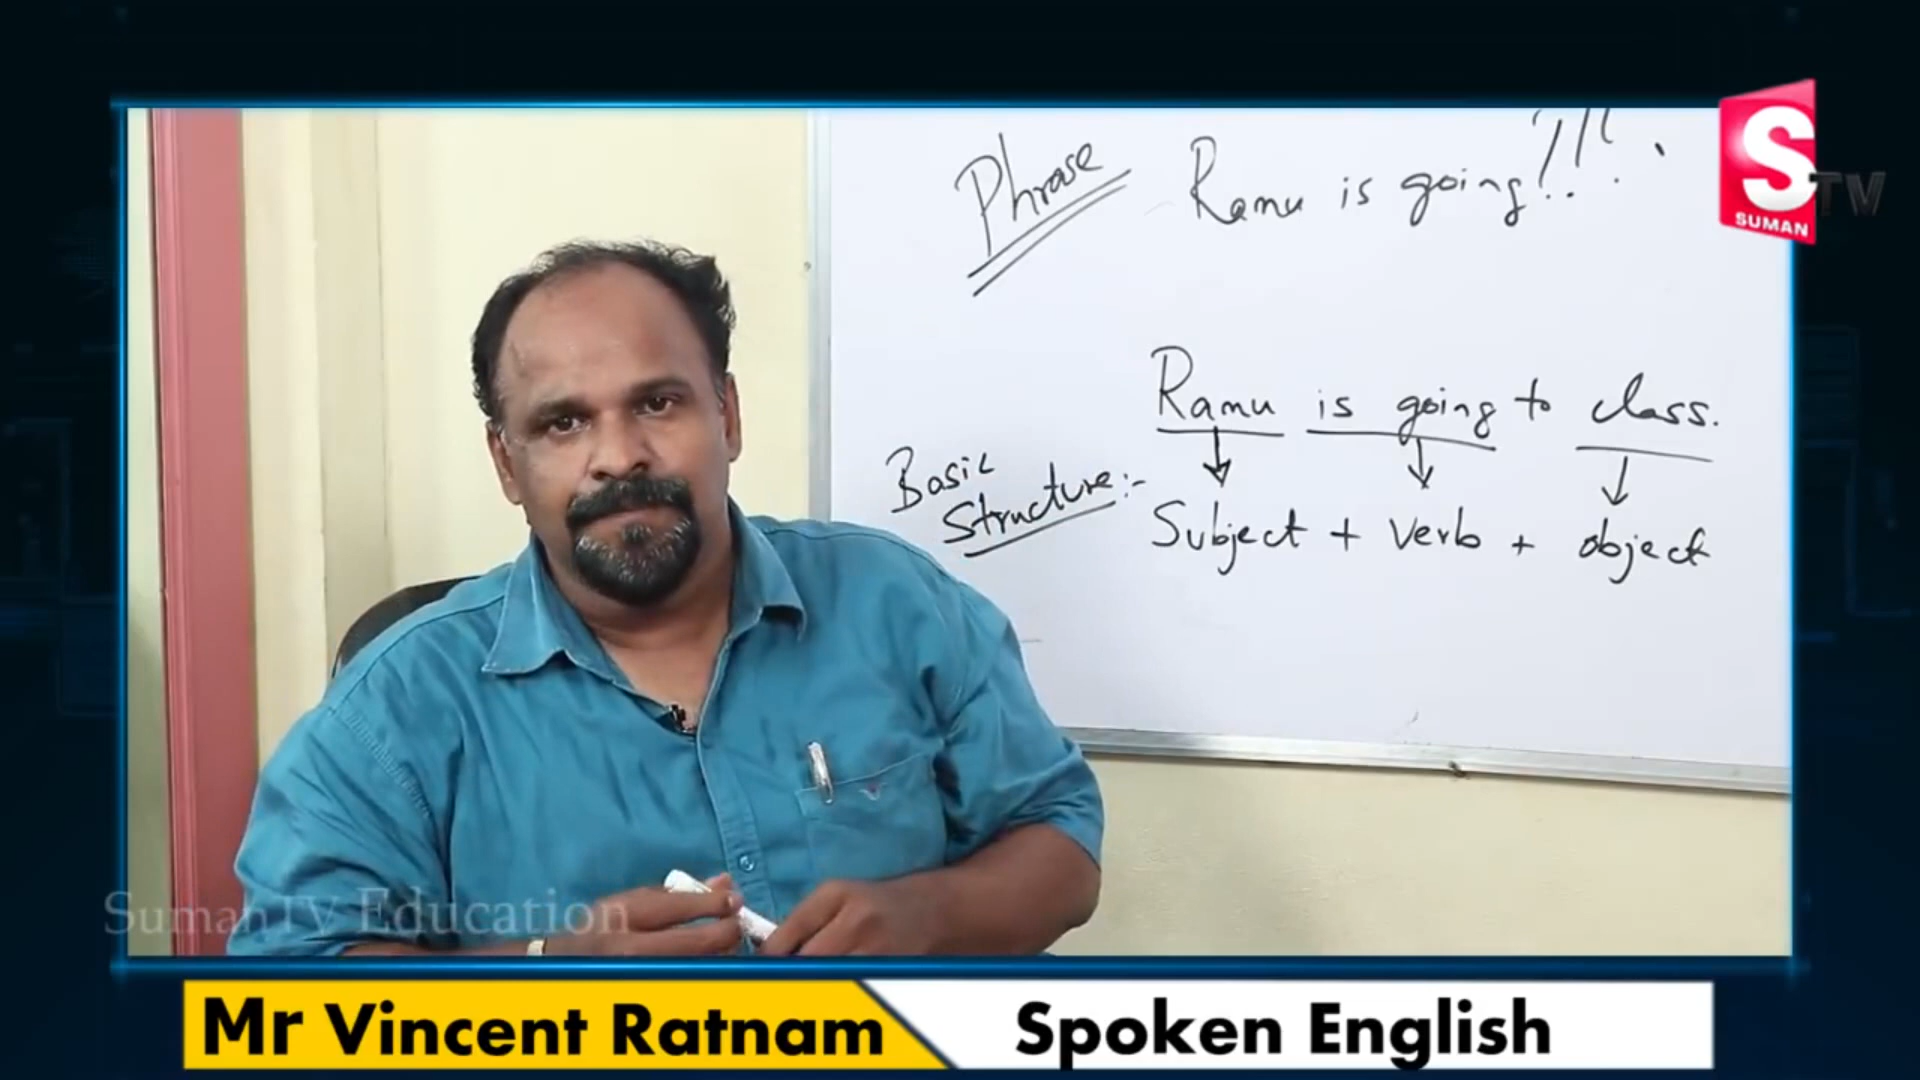 Phrase
Ramu is going!!! .
S
TV
SUMAN
Ramu is going to class.
Basic
Structure:-
Subject + verb + object
SumanTV Education
Mr Vincent Ratnam
Spoken English